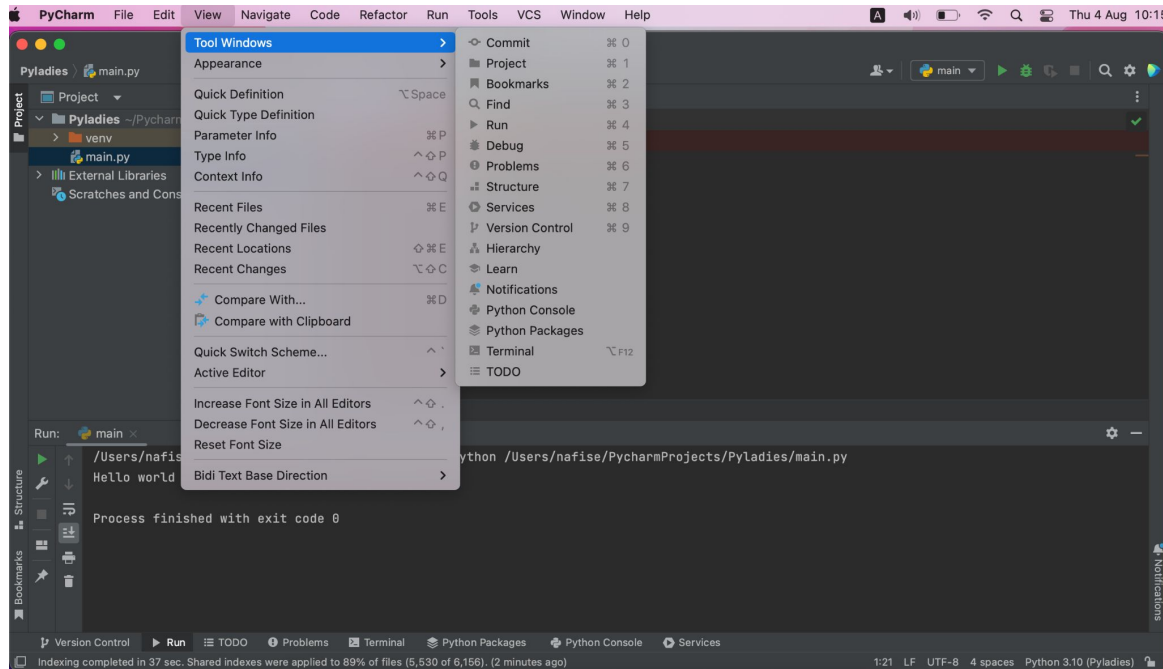 PyCharm File Edit View Navigate Code Refactor Run Tools VCS Window Help A Thu 4 Aug 10:15
Pyladies main.py
main
Project
Project
Pyladies ~/Pycharm
venv
main.py
External Libraries
Scratches and Cons
Tool Windows
Appearance
Quick Definition ⌥Space
Quick Type Definition
Parameter Info ⌘P
Type Info ^⇧P
Context Info ^⇧Q
Recent Files ⌘E
Recently Changed Files
Recent Locations ⇧⌘E
Recent Changes ⌥⇧C
Compare With... ⌘D
Compare with Clipboard
Quick Switch Scheme... ^`
Active Editor
Increase Font Size in All Editors ^⇧.
Decrease Font Size in All Editors ^⇧,
Reset Font Size
Bidi Text Base Direction
Commit ⌘0
Project ⌘1
Bookmarks ⌘2
Find ⌘3
Run ⌘4
Debug ⌘5
Problems ⌘6
Structure ⌘7
Services ⌘8
Version Control ⌘9
Hierarchy
Learn
Notifications
Python Console
Python Packages
Terminal ⌥F12
TODO
Run: main
/Users/nafis ython /Users/nafise/PycharmProjects/Pyladies/main.py
Hello world
Process finished with exit code 0
Structure
Bookmarks
Notifications
Version Control Run TODO Problems Terminal Python Packages Python Console Services
Indexing completed in 37 sec. Shared indexes were applied to 89% of files (5,530 of 6,156). (2 minutes ago) 1:21 LF UTF-8 4 spaces Python 3.10 (Pyladies)